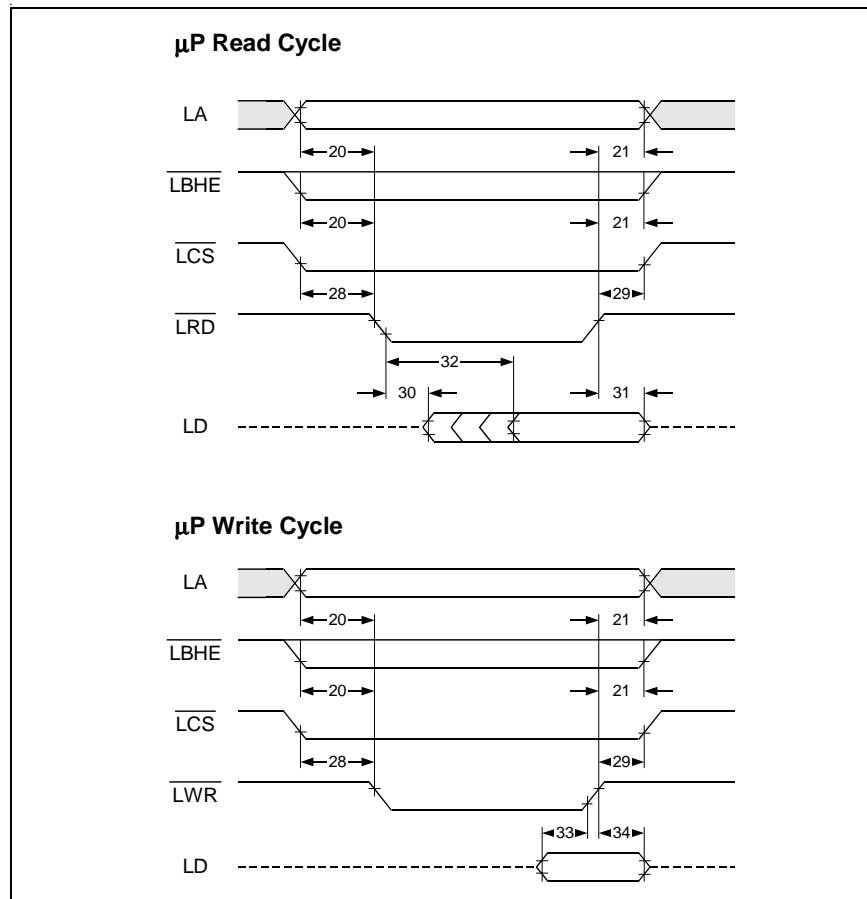 μP Read Cycle
LA
20 21
LBHE
20 21
LCS
28 29
LRD
32
30 31
LD
μP Write Cycle
LA
20 21
LBHE
20 21
LCS
28 29
LWR
33 34
LD